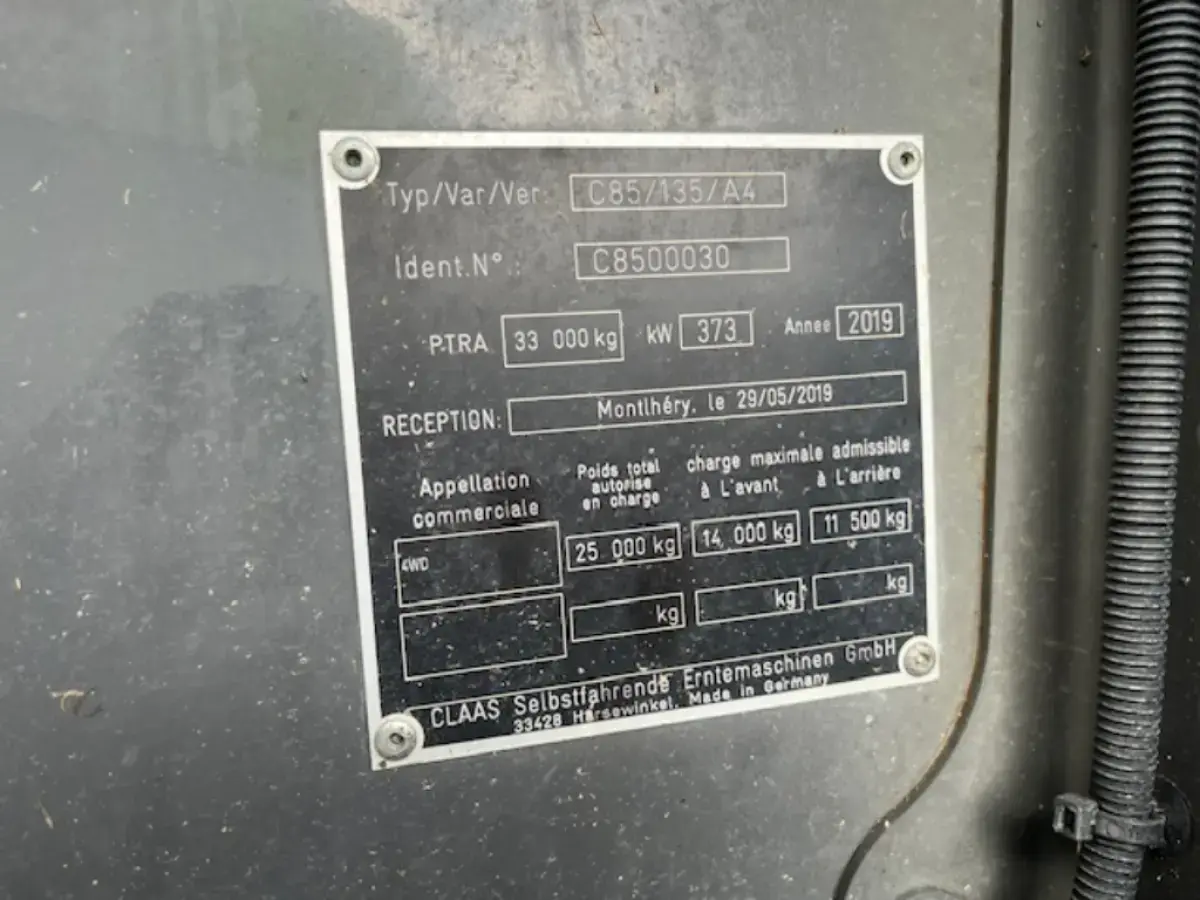 Typ/Var/Ver: C85/135/A4
Ident.N° : C8500030
PTRA 33 000 kg kW 373 Annee 2019
RECEPTION: Montlhéry, le 29/05/2019
Appellation commerciale
Poids total autorise en charge
charge maximale admissible
à L'avant à L'arrière
4WD 25 000 kg 14 000 kg 11 500 kg
kg kg kg
CLAAS Selbstfahrende Erntemaschinen GmbH
33428 Harsewinkel, Made in Germany